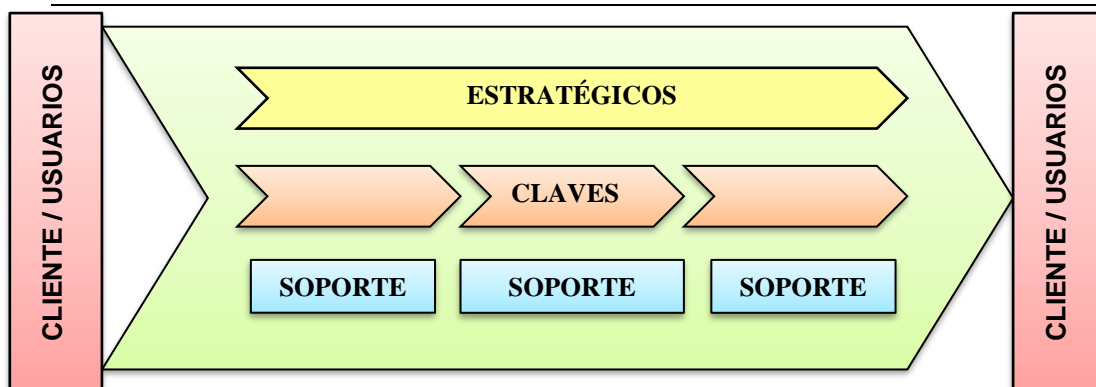 CLIENTE / USUARIOS
ESTRATÉGICOS
CLAVES
SOPORTE
SOPORTE
SOPORTE
CLIENTE / USUARIOS